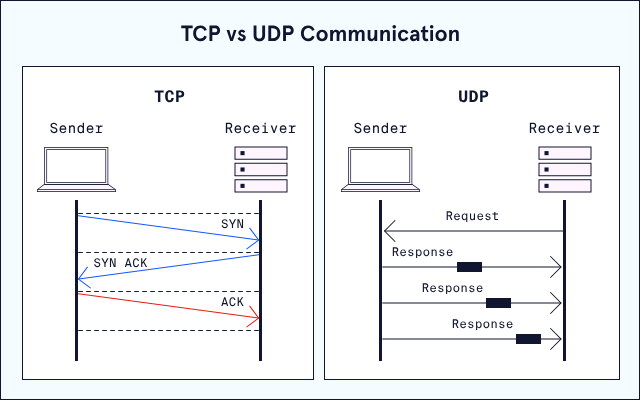 TCP vs UDP Communication
TCP
Sender
Receiver
SYN
SYN ACK
ACK
UDP
Sender
Receiver
Request
Response
Response
Response